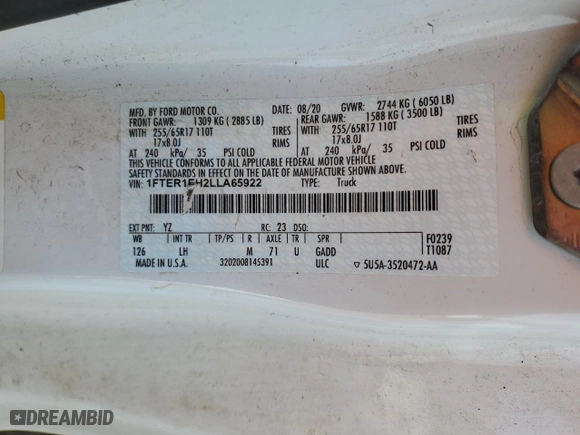 MFD. BY FORD MOTOR CO. DATE: 08/20 GVWR: 2744 KG ( 6050 LB)
FRONT GAWR: 1309 KG ( 2885 LB) REAR GAWR: 1588 KG ( 3500 LB)
WITH 255/65R17 110T TIRES WITH 255/65R17 110T TIRES
17x8.0J RIMS 17x8.0J RIMS
AT 240 kPa/ 35 PSI COLD AT 240 kPa/ 35 PSI COLD
THIS VEHICLE CONFORMS TO ALL APPLICABLE FEDERAL MOTOR VEHICLE
SAFETY STANDARDS IN EFFECT ON THE DATE OF MANUFACTURE SHOWN ABOVE.
VIN: 1FTER1EH2LLA65922 TYPE: Truck
EXT PNT: YZ RC: 23 DSO:
WB INT TR TP/PS R AXLE TR SPR F0239
126 LH M 71 U GADD T1087
MADE IN U.S.A. 3202008145391 ULC ▽ 5U5A-3520472-AA
DREAMBID